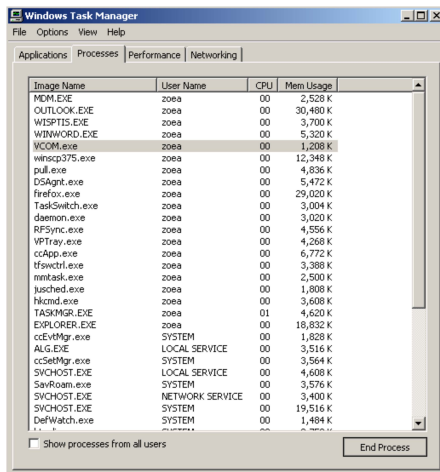 Windows Task Manager
File Options View Help
Applications Processes Performance Networking
Image Name User Name CPU Mem Usage
MDM.EXE zoea 00 2,528 K
OUTLOOK.EXE zoea 00 30,480 K
WISPTIS.EXE zoea 00 3,700 K
WINWORD.EXE zoea 00 5,320 K
VCOM.exe zoea 00 1,208 K
winscp375.exe zoea 00 12,348 K
pull.exe zoea 00 4,836 K
DSAgnt.exe zoea 00 5,472 K
firefox.exe zoea 00 29,020 K
TaskSwitch.exe zoea 00 3,004 K
daemon.exe zoea 00 3,020 K
RFSync.exe zoea 00 4,556 K
VPTray.exe zoea 00 4,268 K
ccApp.exe zoea 00 6,772 K
tfswctrl.exe zoea 00 3,388 K
mmtask.exe zoea 00 2,500 K
jusched.exe zoea 00 1,808 K
hkcmd.exe zoea 00 3,608 K
TASKMGR.EXE zoea 01 4,620 K
EXPLORER.EXE zoea 00 18,832 K
ccEvtMgr.exe SYSTEM 00 1,828 K
ALG.EXE LOCAL SERVICE 00 3,516 K
ccSetMgr.exe SYSTEM 00 3,564 K
SVCHOST.EXE LOCAL SERVICE 00 4,608 K
SavRoam.exe SYSTEM 00 3,576 K
SVCHOST.EXE NETWORK SERVICE 00 3,400 K
SVCHOST.EXE SYSTEM 00 19,516 K
DefWatch.exe SYSTEM 00 1,484 K
Show processes from all users End Process